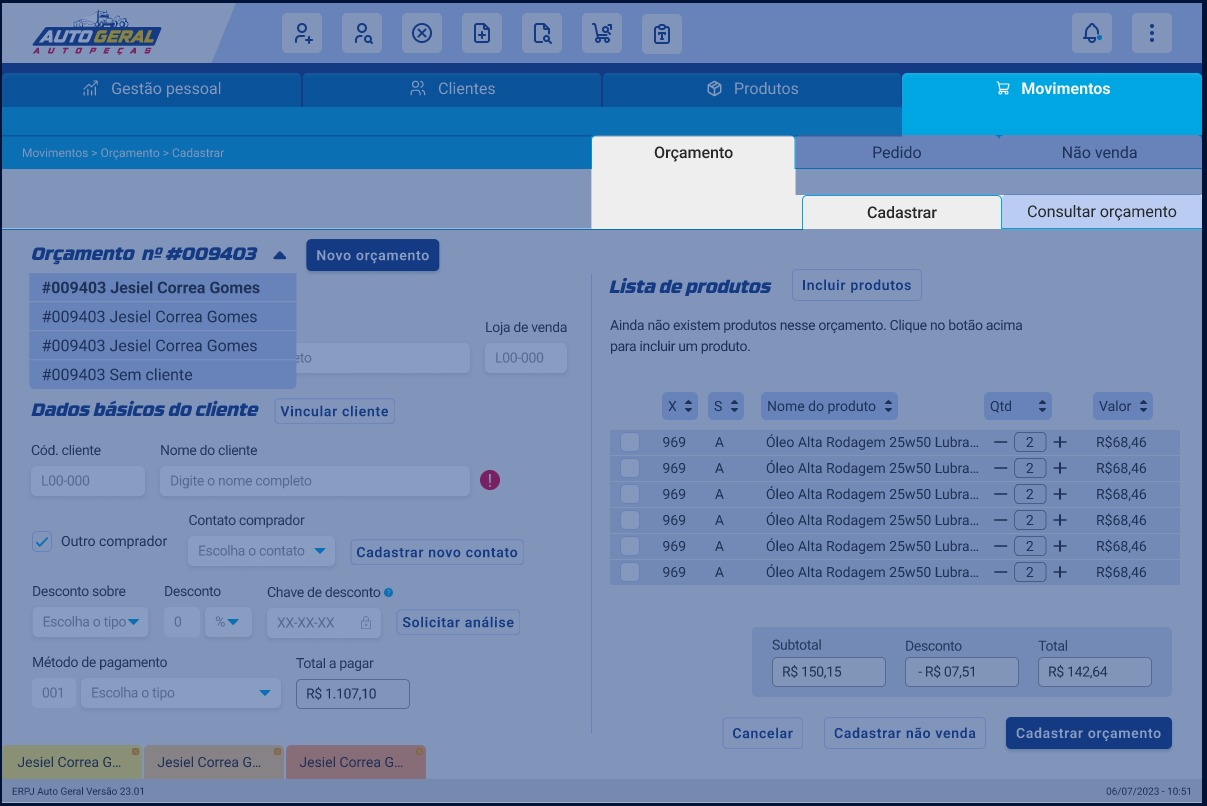 AUTO GERAL
AUTOPEÇAS
Gestão pessoal
Clientes
Produtos
Movimentos
Movimentos > Orçamento > Cadastrar
Orçamento
Pedido
Não venda
Cadastrar
Consultar orçamento
Orçamento nº #009403
Novo orçamento
#009403 Jesiel Correa Gomes
#009403 Jesiel Correa Gomes
#009403 Jesiel Correa Gomes
#009403 Sem cliente
Loja de venda
eto
L00-000
Dados básicos do cliente
Vincular cliente
Cód. cliente
Nome do cliente
L00-000
Digite o nome completo
!
Outro comprador
Contato comprador
Escolha o contato
Cadastrar novo contato
Desconto sobre
Desconto
Chave de desconto ?
Escolha o tipo
0
%
XX-XX-XX
Solicitar análise
Método de pagamento
Total a pagar
001
Escolha o tipo
R$ 1.107,10
Lista de produtos
Incluir produtos
Ainda não existem produtos nesse orçamento. Clique no botão acima
para incluir um produto.
X
S
Nome do produto
Qtd
Valor
969 A Óleo Alta Rodagem 25w50 Lubra... — 2 + R$68,46
969 A Óleo Alta Rodagem 25w50 Lubra... — 2 + R$68,46
969 A Óleo Alta Rodagem 25w50 Lubra... — 2 + R$68,46
969 A Óleo Alta Rodagem 25w50 Lubra... — 2 + R$68,46
969 A Óleo Alta Rodagem 25w50 Lubra... — 2 + R$68,46
969 A Óleo Alta Rodagem 25w50 Lubra... — 2 + R$68,46
Subtotal
Desconto
Total
R$ 150,15
- R$ 07,51
R$ 142,64
Cancelar
Cadastrar não venda
Cadastrar orçamento
Jesiel Correa G...
Jesiel Correa G...
Jesiel Correa G...
ERPJ Auto Geral Versão 23.01
06/07/2023 - 10:51